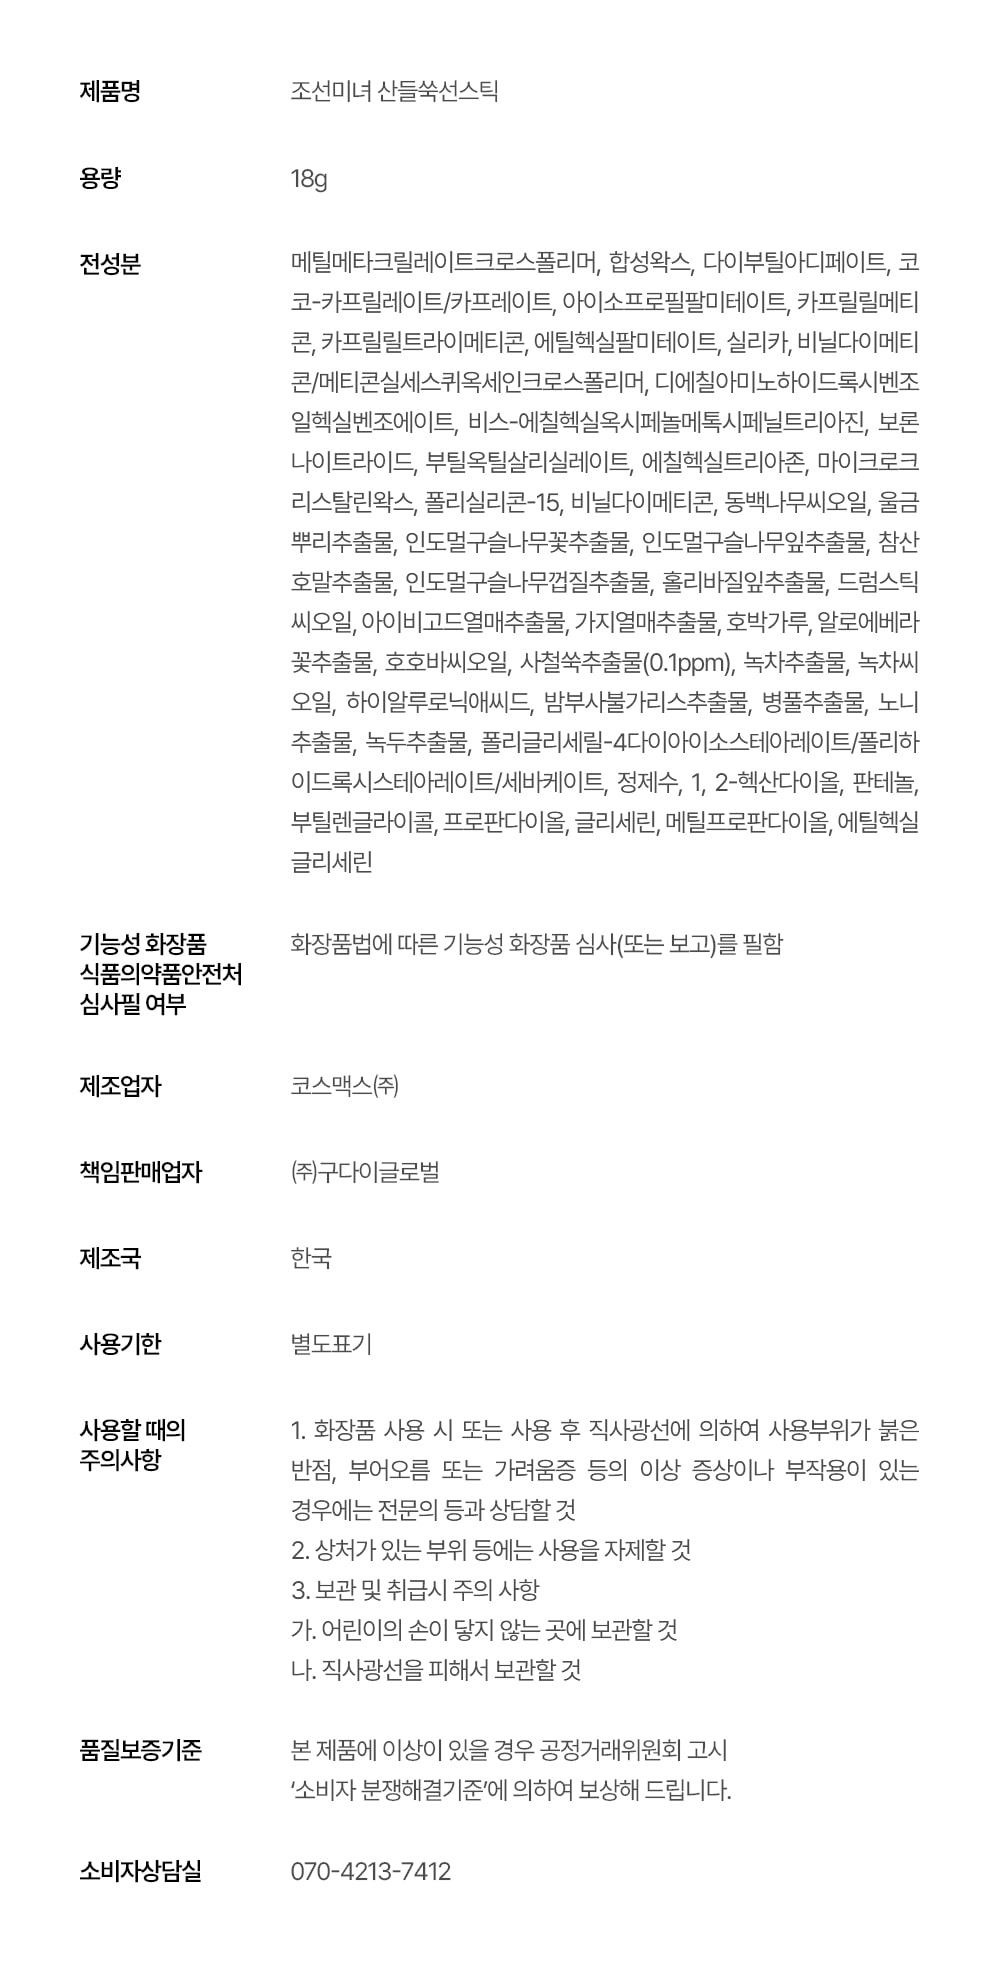 제품명
조선미녀 산들쑥선스틱
용량
18g
전성분
메틸메타크릴레이트크로스폴리머, 합성왁스, 다이부틸아디페이트, 코
코-카프릴레이트/카프레이트, 아이소프로필팔미테이트, 카프릴릴메티
콘, 카프릴릴트라이메티콘, 에틸헥실팔미테이트, 실리카, 비닐다이메티
콘/메티콘실세스퀴옥세인크로스폴리머, 디에칠아미노하이드록시벤조
일헥실벤조에이트, 비스-에칠헥실옥시페놀메톡시페닐트리아진, 보론
나이트라이드, 부틸옥틸살리실레이트, 에칠헥실트리아존, 마이크로크
리스탈린왁스, 폴리실리콘-15, 비닐다이메티콘, 동백나무씨오일, 울금
뿌리추출물, 인도멀구슬나무꽃추출물, 인도멀구슬나무잎추출물, 참산
호말추출물, 인도멀구슬나무껍질추출물, 홀리바질잎추출물, 드럼스틱
씨오일, 아이비고드열매추출물, 가지열매추출물, 호박가루, 알로에베라
꽃추출물, 호호바씨오일, 사철쑥추출물(0.1ppm), 녹차추출물, 녹차씨
오일, 하이알루로닉애씨드, 밤부사불가리스추출물, 병풀추출물, 노니
추출물, 녹두추출물, 폴리글리세릴-4다이아이소스테아레이트/폴리하
이드록시스테아레이트/세바케이트, 정제수, 1, 2-헥산다이올, 판테놀,
부틸렌글라이콜, 프로판다이올, 글리세린, 메틸프로판다이올, 에틸헥실
글리세린
기능성 화장품
식품의약품안전처
심사필 여부
화장품법에 따른 기능성 화장품 심사(또는 보고)를 필함
제조업자
코스맥스㈜
책임판매업자
㈜구다이글로벌
제조국
한국
사용기한
별도표기
사용할 때의
주의사항
1. 화장품 사용 시 또는 사용 후 직사광선에 의하여 사용부위가 붉은
반점, 부어오름 또는 가려움증 등의 이상 증상이나 부작용이 있는
경우에는 전문의 등과 상담할 것
2. 상처가 있는 부위 등에는 사용을 자제할 것
3. 보관 및 취급시 주의 사항
가. 어린이의 손이 닿지 않는 곳에 보관할 것
나. 직사광선을 피해서 보관할 것
품질보증기준
본 제품에 이상이 있을 경우 공정거래위원회 고시
‘소비자 분쟁해결기준’에 의하여 보상해 드립니다.
소비자상담실
070-4213-7412